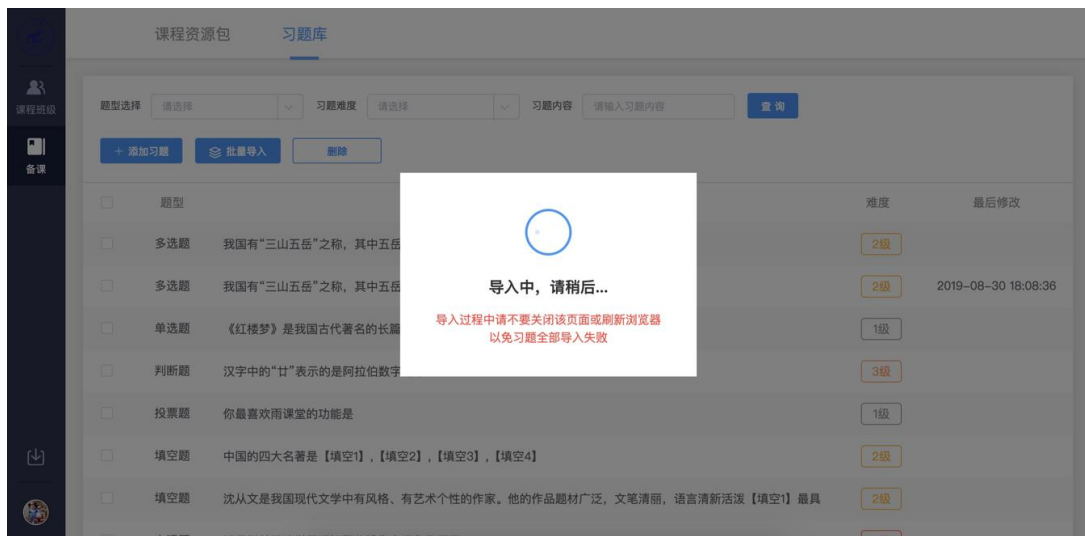 课程资源包 习题库
课程班级
备课
题型选择 请选择 习题难度 请选择 习题内容 请输入习题内容 查 询
+ 添加习题 批量导入 删除
题型 难度 最后修改
多选题 我国有“三山五岳”之称，其中五岳 2级
多选题 我国有“三山五岳”之称，其中五岳 2级 2019-08-30 18:08:36
单选题 《红楼梦》是我国古代著名的长篇 1级
判断题 汉字中的“廿”表示的是阿拉伯数字 3级
投票题 你最喜欢雨课堂的功能是 1级
填空题 中国的四大名著是【填空1】,【填空2】,【填空3】,【填空4】 2级
填空题 沈从文是我国现代文学中有风格、有艺术个性的作家。他的作品题材广泛，文笔清丽，语言清新活泼【填空1】最具 2级
导入中，请稍后...
导入过程中请不要关闭该页面或刷新浏览器
以免习题全部导入失败